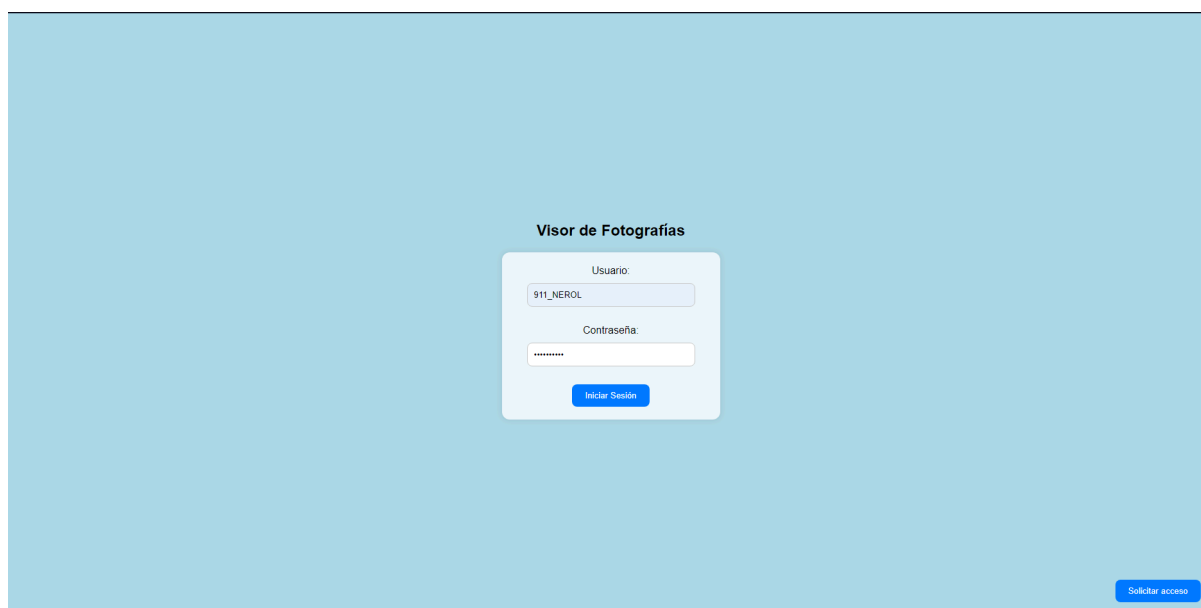 Visor de Fotografías
Usuario:
911_NEROL
Contraseña:
••••••••••
Iniciar Sesión
Solicitar acceso